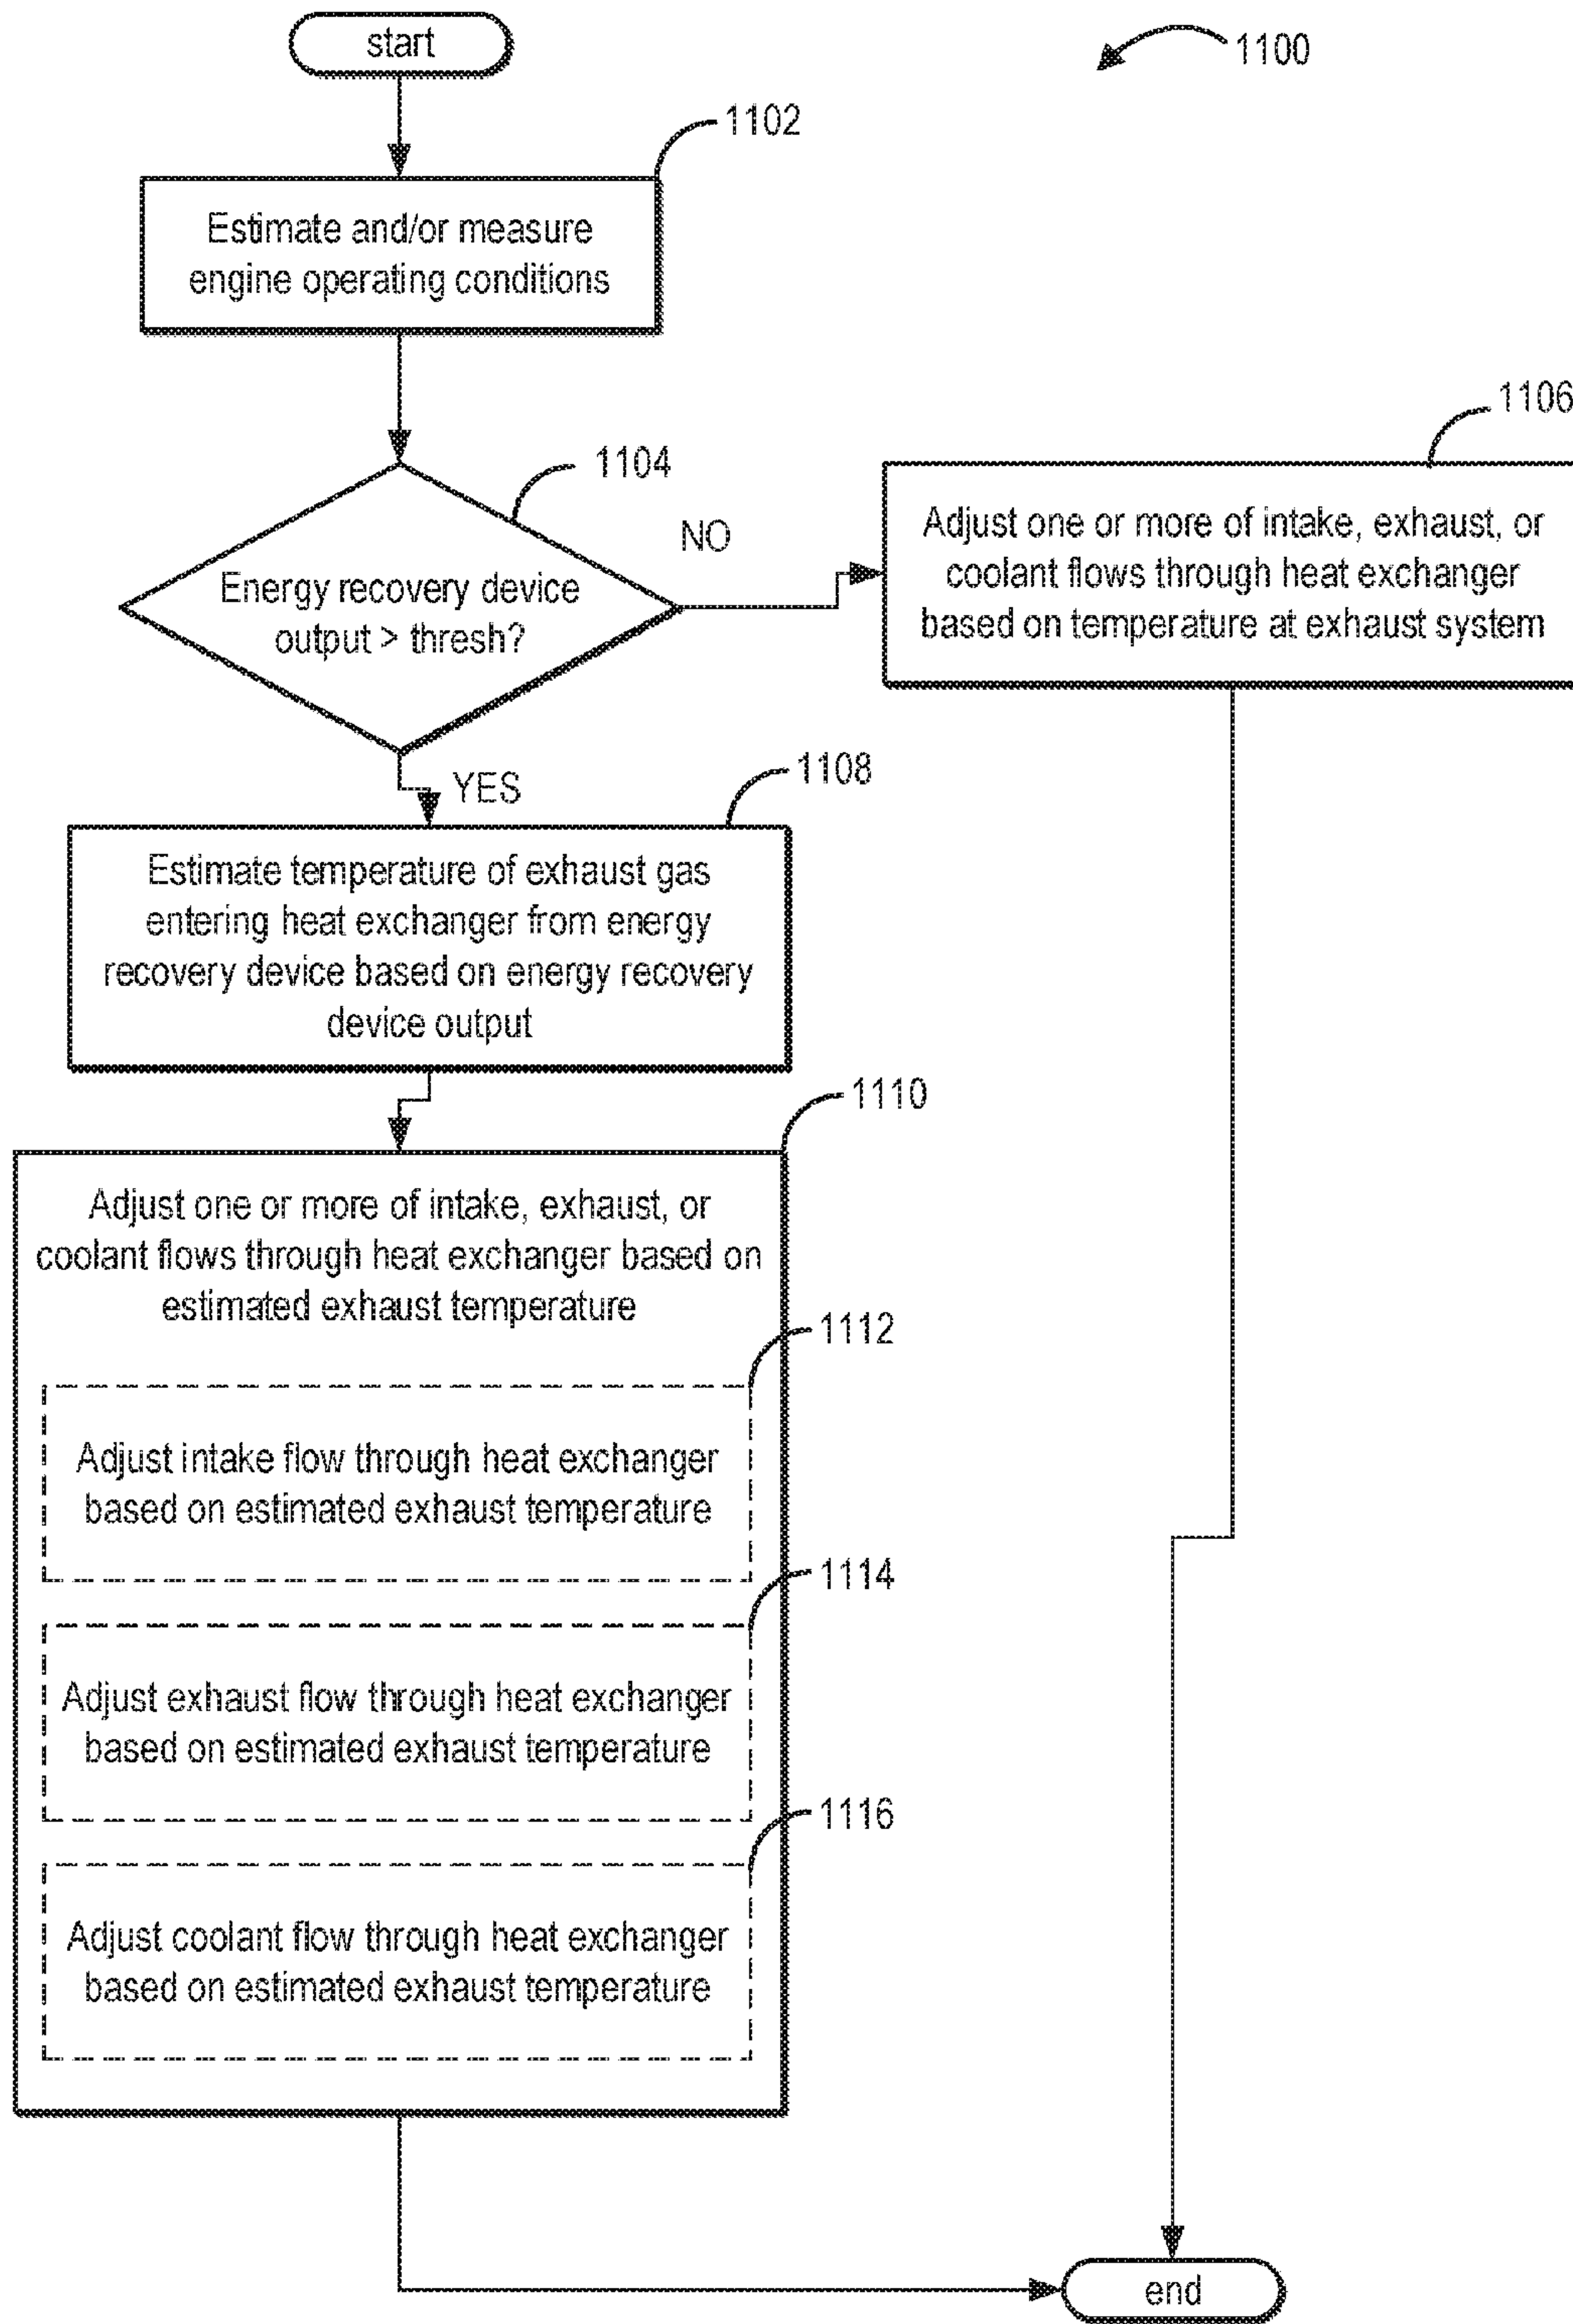 start
1100
1102
Estimate and/or measure
engine operating conditions
1104
Energy recovery device
output > thresh?
NO
1106
Adjust one or more of intake, exhaust, or
coolant flows through heat exchanger
based on temperature at exhaust system
YES
1108
Estimate temperature of exhaust gas
entering heat exchanger from energy
recovery device based on energy recovery
device output
1110
Adjust one or more of intake, exhaust, or
coolant flows through heat exchanger based on
estimated exhaust temperature
1112
Adjust intake flow through heat exchanger
based on estimated exhaust temperature
1114
Adjust exhaust flow through heat exchanger
based on estimated exhaust temperature
1116
Adjust coolant flow through heat exchanger
based on estimated exhaust temperature
end